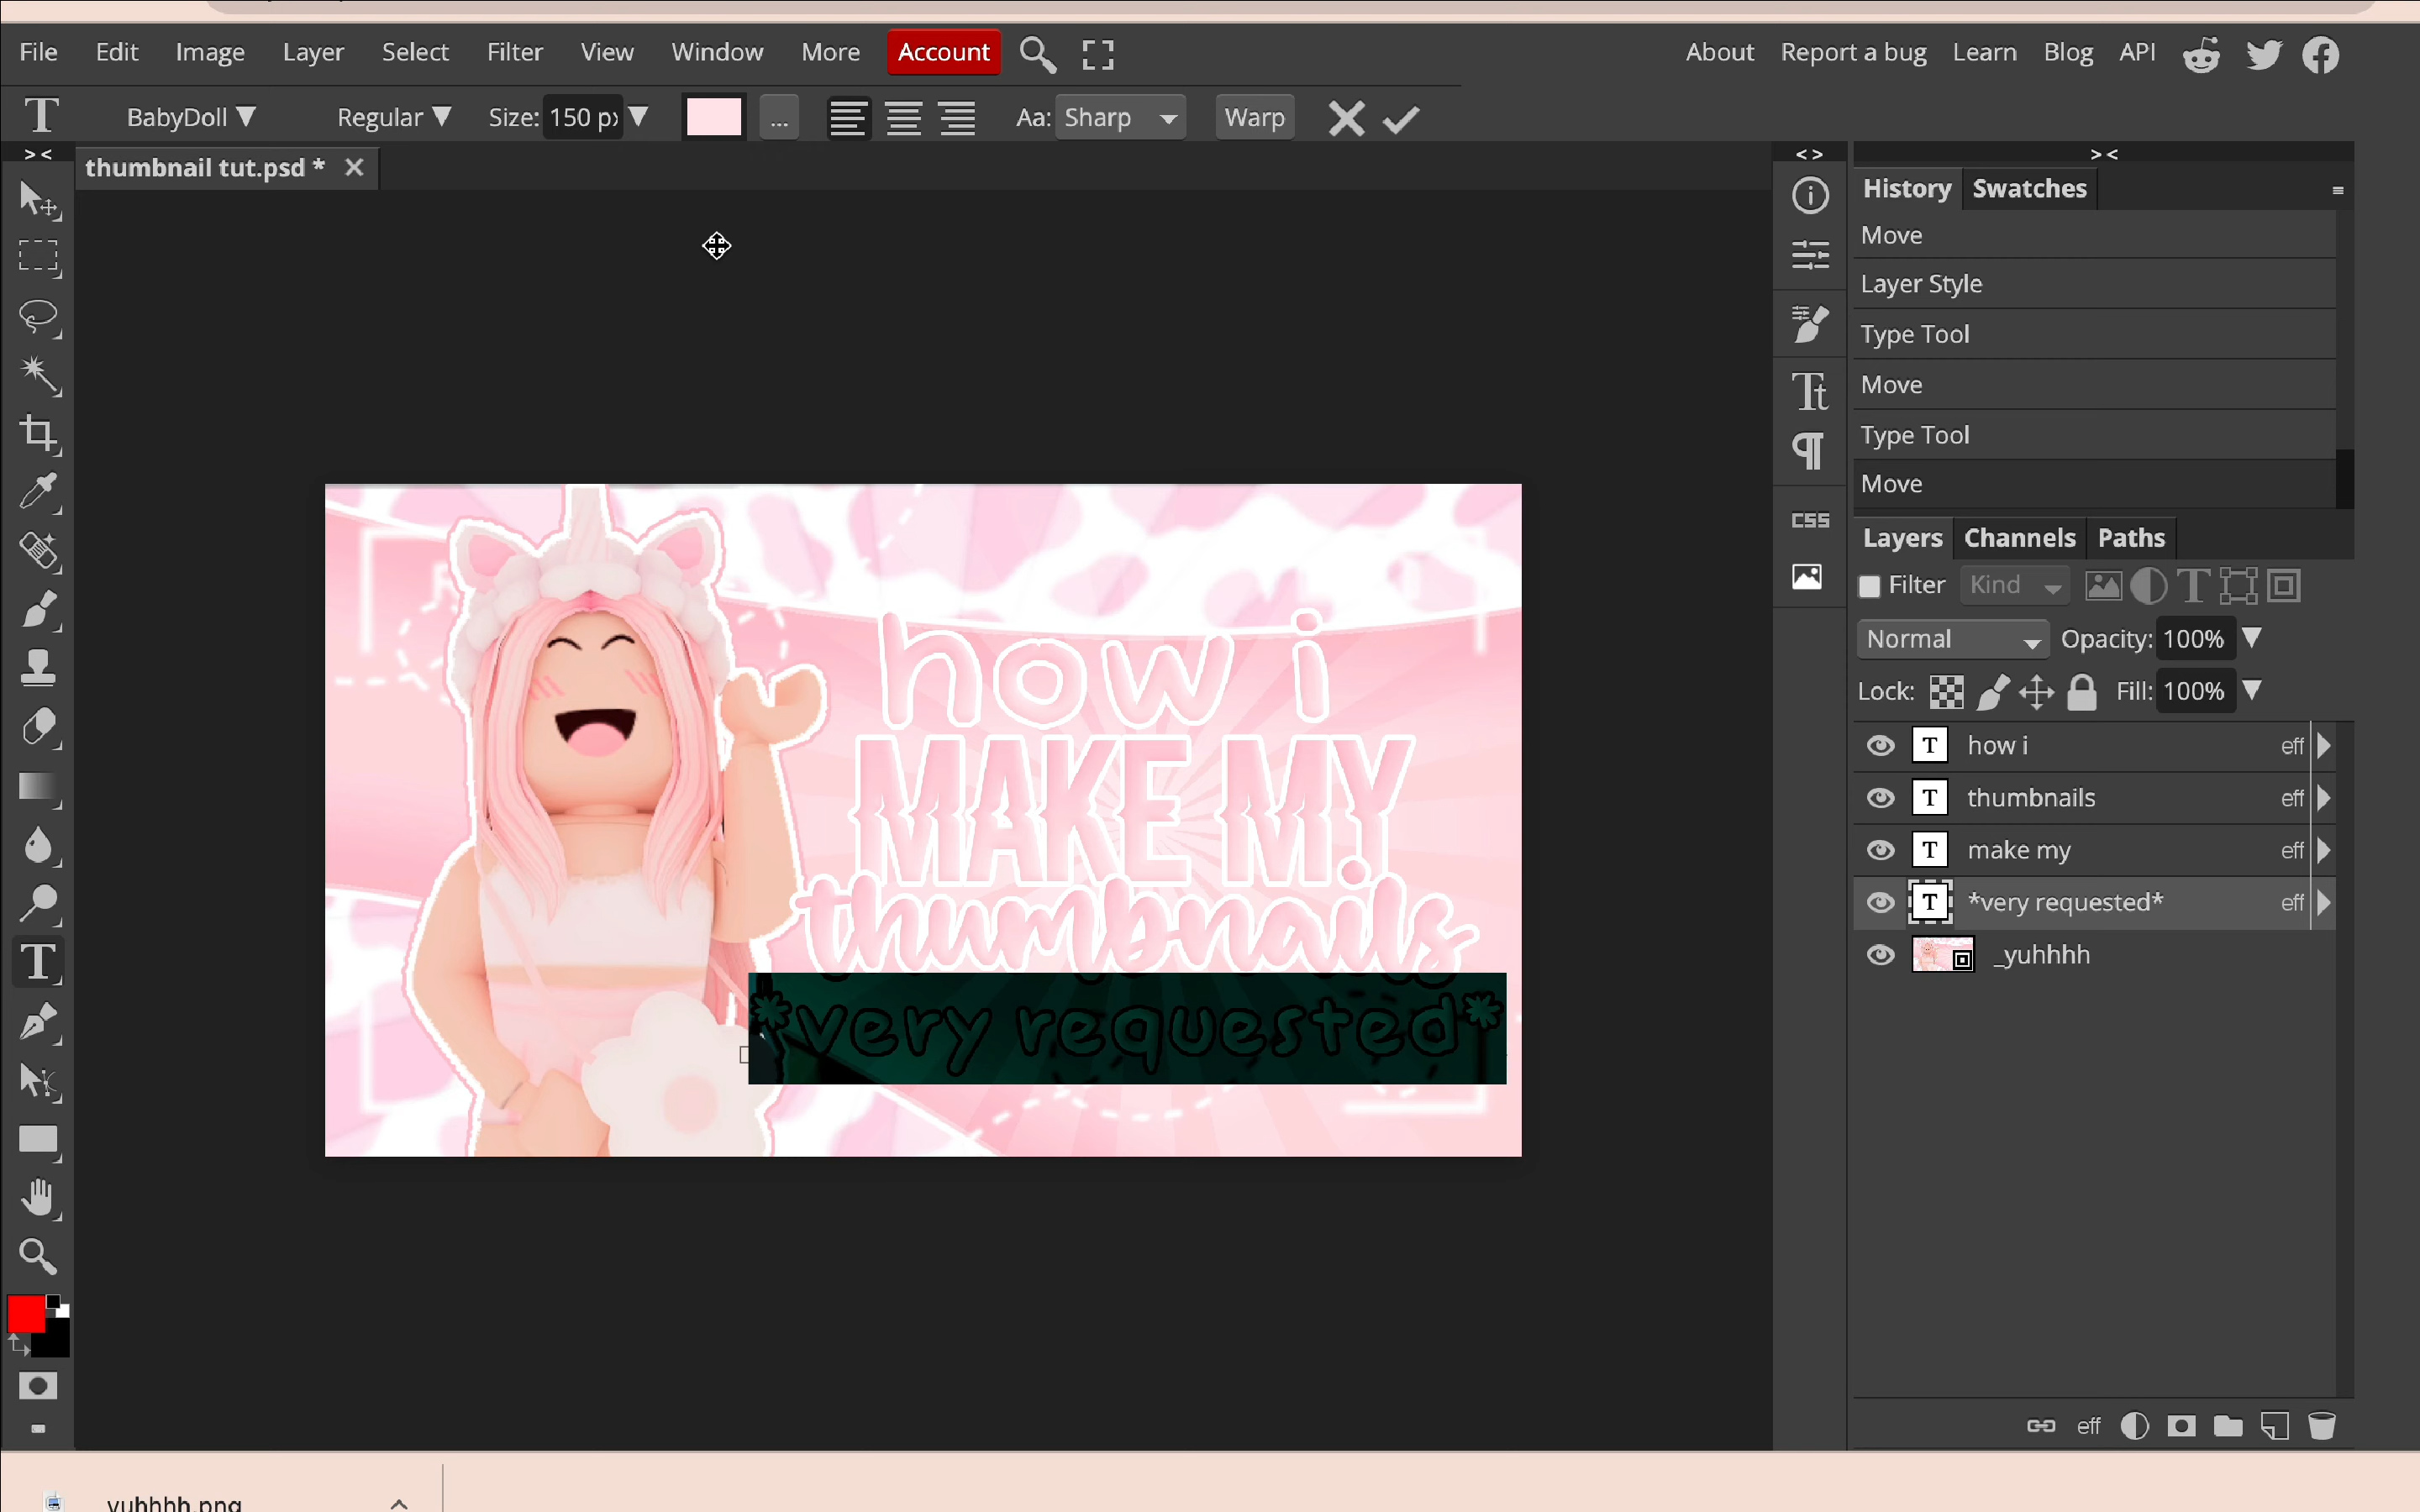 File Edit Image Layer Select Filter View Window More Account About Report a bug Learn Blog API
T BabyDoll Regular Size: 150 px ... Aa: Sharp Warp
> <
thumbnail tut.psd *
< >
> <
History Swatches
Move
Layer Style
Type Tool
Move
Type Tool
Move
CSS
Layers Channels Paths
Filter Kind
Normal Opacity: 100%
Lock: Fill: 100%
T how i eff
T thumbnails eff
T make my eff
T *very requested* eff
_yuhhhh
eff
how i
MAKE MY
thumbnails
*very requested*
yuhhhh.png